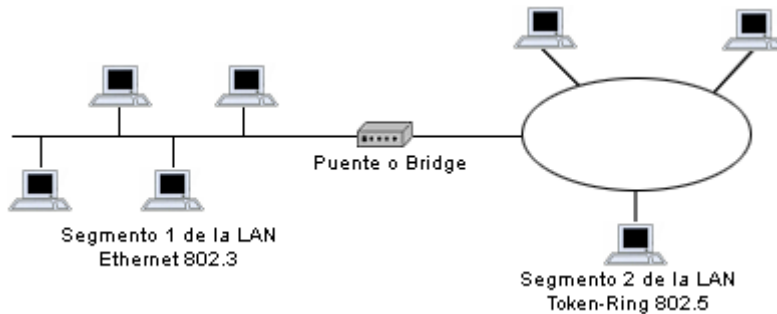 Puente o Bridge
Segmento 1 de la LAN
Ethernet 802.3
Segmento 2 de la LAN
Token-Ring 802.5